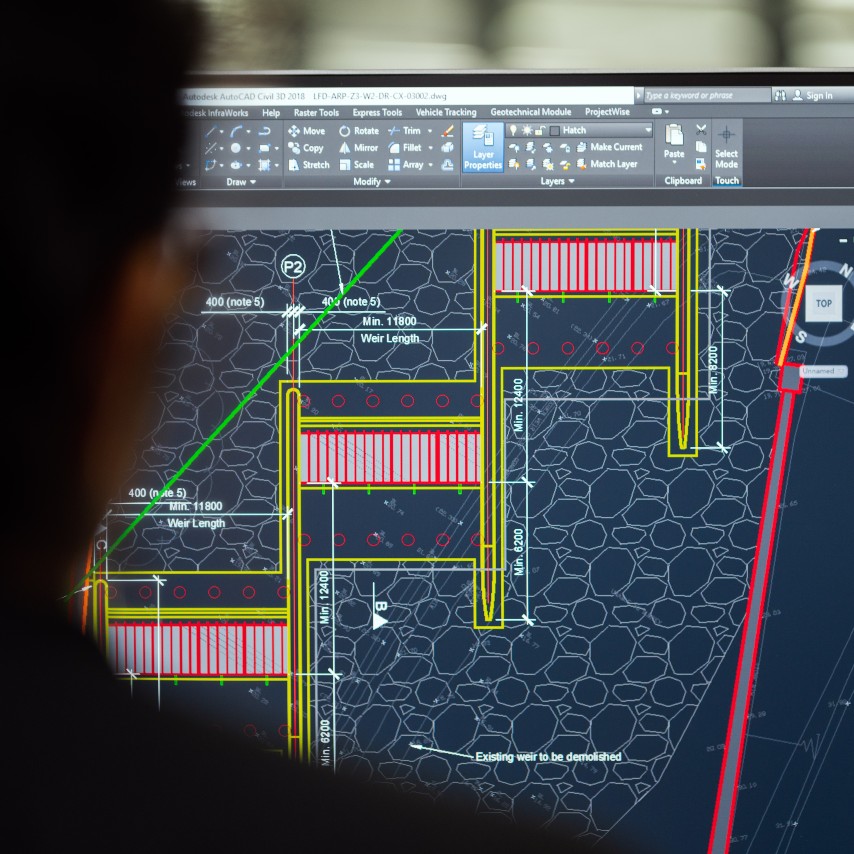 Autodesk AutoCAD Civil 3D 2018 LFD-ARP-Z3-W2-DR-CX-03002.dwg
Type a keyword or phrase
Sign In
desk InfraWorks Help Raster Tools Express Tools Vehicle Tracking Geotechnical Module ProjectWise
Move Rotate Trim
Copy Mirror Fillet
Stretch Scale Array
Layer
Properties
Hatch
Make Current
Match Layer
Paste
Select
Mode
Draw Modify Layers Clipboard Touch
P2
400 (note 5) 400 (note 5)
Min. 11800
Weir Length
N
W
TOP
S
Unnamed
Min. 8200
Min. 12400
400 (note 5)
Min. 11800
Weir Length
C
Min. 6200
Min. 12400
B
Min. 6200
Existing weir to be demolished